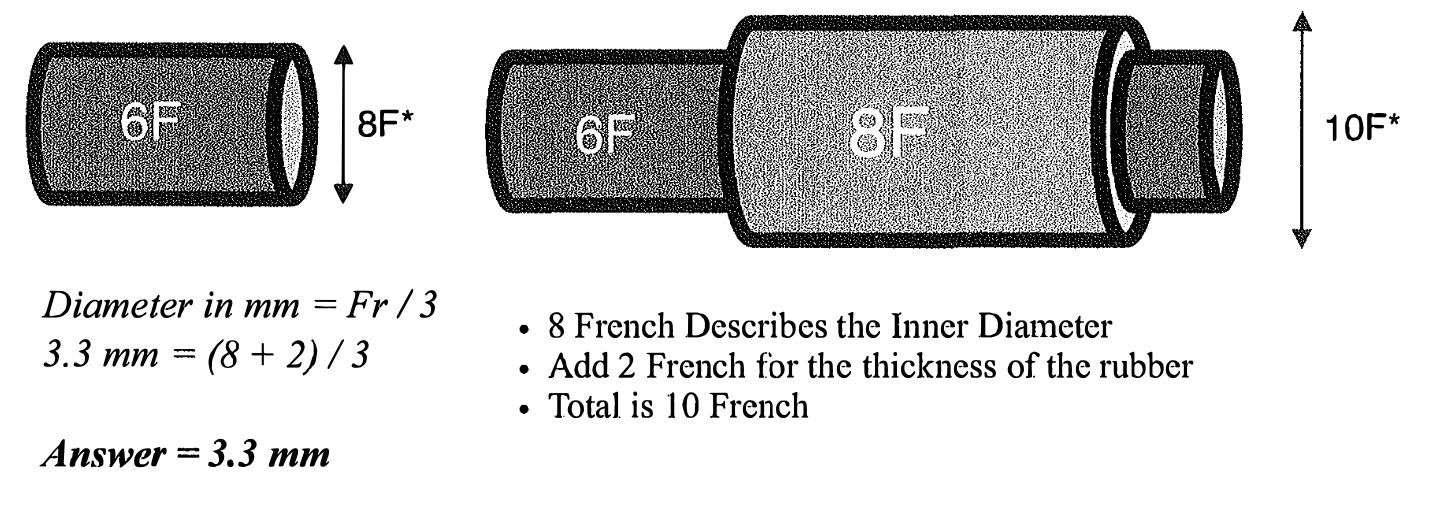 6F
8F*
6F
8F
10F*
Diameter in mm = Fr / 3
3.3 mm = (8 + 2) / 3
Answer = 3.3 mm
• 8 French Describes the Inner Diameter
• Add 2 French for the thickness of the rubber
• Total is 10 French